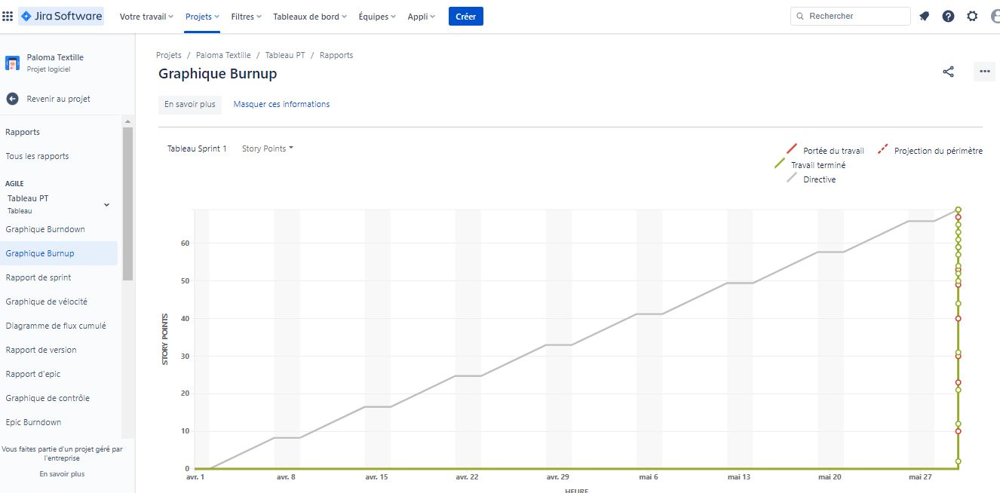 Jira Software Votre travail Projets Filtres Tableaux de bord Équipes Appli Créer Rechercher
Paloma Textille
Projet logiciel
Revenir au projet
Rapports
Tous les rapports
AGILE
Tableau PT
Tableau
Graphique Burndown
Graphique Burnup
Rapport de sprint
Graphique de vélocité
Diagramme de flux cumulé
Rapport de version
Rapport d'epic
Graphique de contrôle
Epic Burndown
Vous faites partie d'un projet géré par
l'entreprise
En savoir plus
Projets / Paloma Textille / Tableau PT / Rapports
Graphique Burnup
En savoir plus Masquer ces informations
Tableau Sprint 1 Story Points
Portée du travail Projection du périmètre
Travail terminé
Directive
STORY POINTS
60
50
40
30
20
10
0
avr. 1 avr. 8 avr. 15 avr. 22 avr. 29 mai 6 mai 13 mai 20 mai 27
HEURE